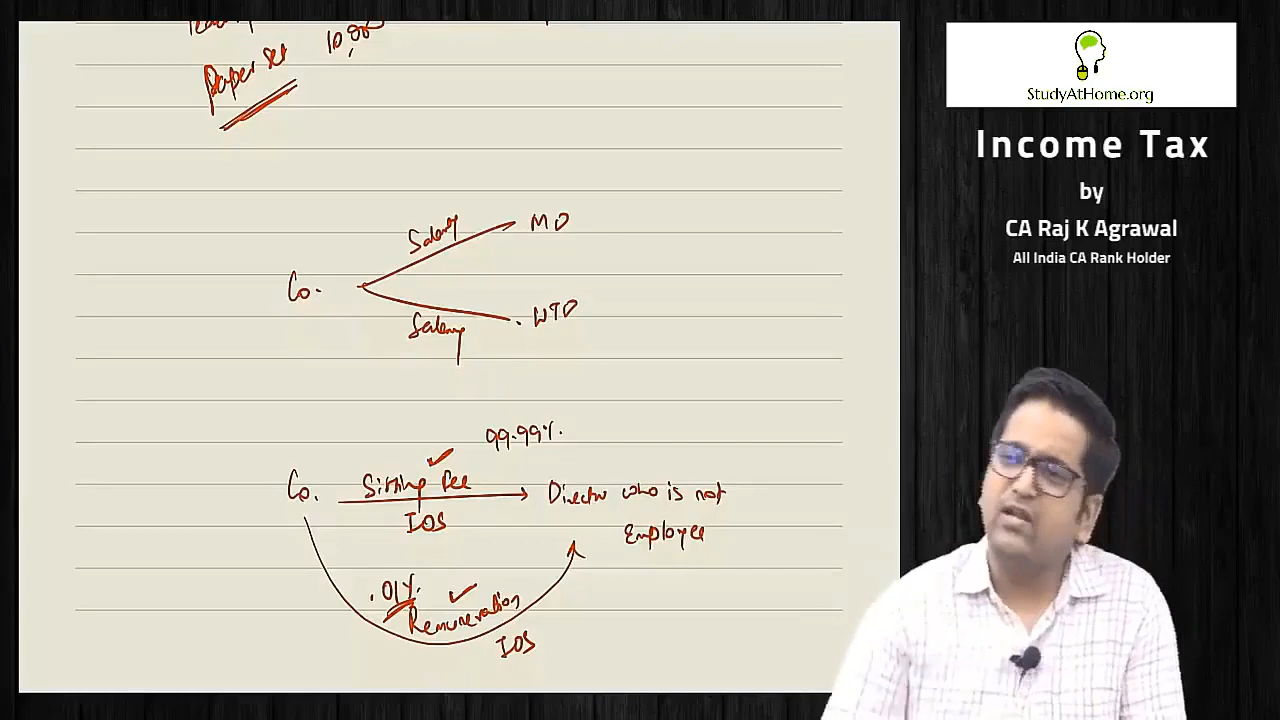 Paper Set 10,000
Salary
MD
Co.
Salary
WTD
99.99%.
Co.
Sitting Fee
Director who is not
IOS
Employee
.01%.
Remuneration
IOS
StudyAtHome.org
Income Tax
by
CA Raj K Agrawal
All India CA Rank Holder